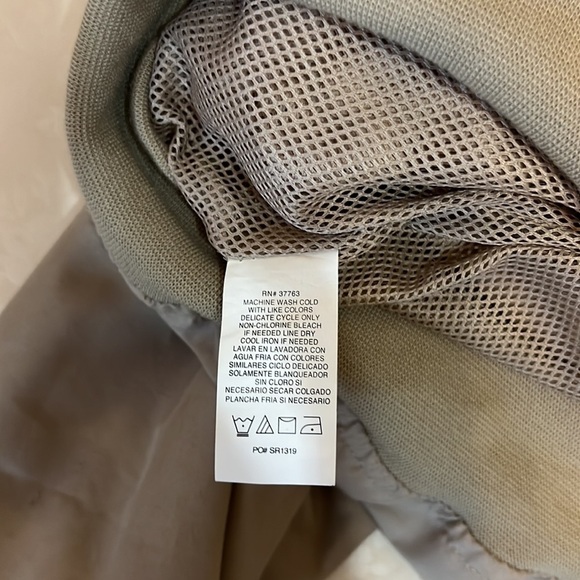 RN# 37763
MACHINE WASH COLD
WITH LIKE COLORS
DELICATE CYCLE ONLY
NON-CHLORINE BLEACH
IF NEEDED LINE DRY
COOL IRON IF NEEDED
LAVAR EN LAVADORA CON
AGUA FRIA CON COLORES
SIMILARES CICLO DELICADO
SOLAMENTE BLANQUEADOR
SIN CLORO SI
NECESARIO SECAR COLGADO
PLANCHA FRIA SI NECESARIO
PO# SR1319